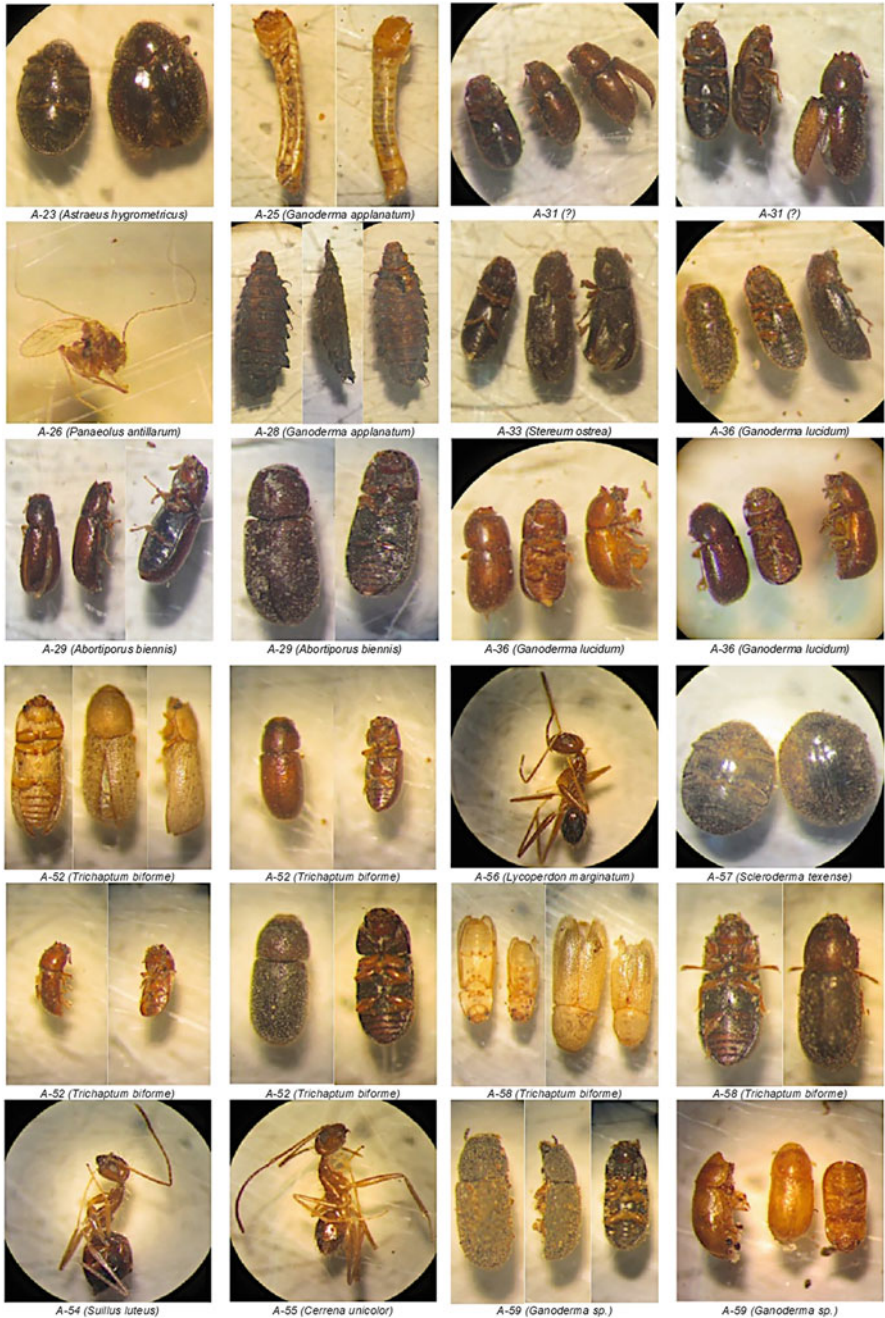 A-23 (Astraeus hygrometricus)
A-25 (Ganoderma applanatum)
A-31 (?)
A-31 (?)
A-26 (Panaeolus antillarum)
A-28 (Ganoderma applanatum)
A-33 (Stereum ostrea)
A-36 (Ganoderma lucidum)
A-29 (Abortiporus biennis)
A-29 (Abortiporus biennis)
A-36 (Ganoderma lucidum)
A-36 (Ganoderma lucidum)
A-52 (Trichaptum biforme)
A-52 (Trichaptum biforme)
A-56 (Lycoperdon marginatum)
A-57 (Scleroderma texense)
A-52 (Trichaptum biforme)
A-52 (Trichaptum biforme)
A-58 (Trichaptum biforme)
A-58 (Trichaptum biforme)
A-54 (Suillus luteus)
A-55 (Cerrena unicolor)
A-59 (Ganoderma sp.)
A-59 (Ganoderma sp.)